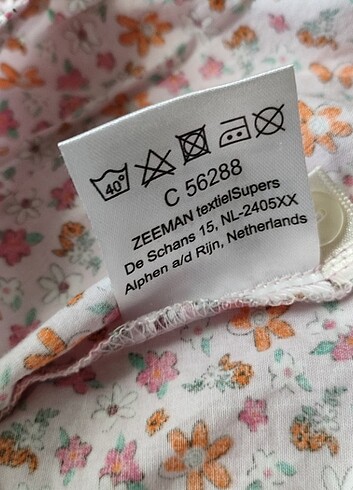 40°
C 56288
ZEEMAN textielSupers
De Schans 15, NL-2405XX
Alphen a/d Rijn, Netherlands